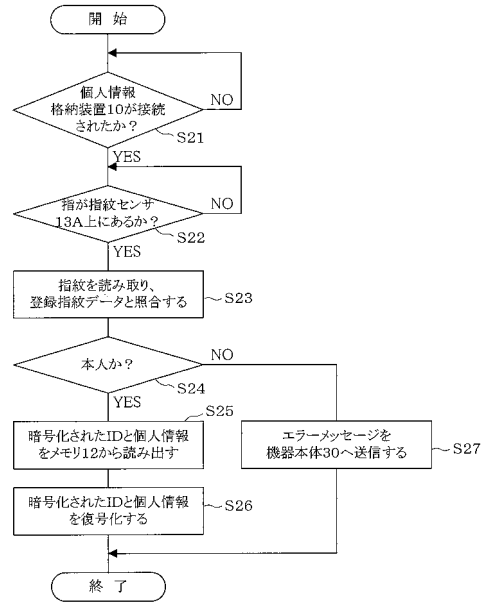 開 始
個人情報
格納装置10が接続
されたか？
NO
S21
YES
指が指紋センサ
13A上にあるか？
NO
S22
YES
指紋を読み取り、
登録指紋データと照合する
S23
本人か？
NO
S24
YES
S25
暗号化されたIDと個人情報
をメモリ12から読み出す
エラーメッセージを
機器本体30へ送信する
S27
暗号化されたIDと個人情報
を復号化する
S26
終 了